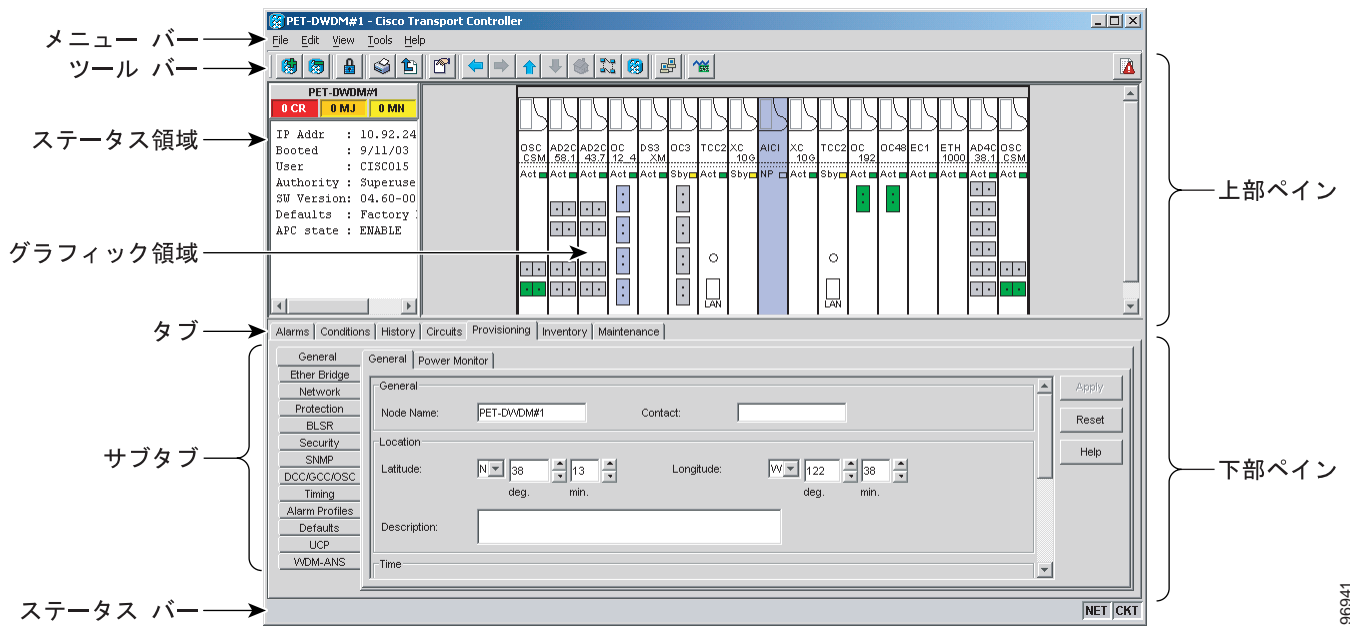 PET-DWDM#1 - Cisco Transport Controller
メニュー バー
File Edit View Tools Help
ツール バー
PET-DWDM#1
0 CR 0 MJ 0 MN
ステータス領域
IP Addr : 10.92.24
Booted : 9/11/03
User : CISCO15
Authority : Superuse
SW Version: 04.60-00
Defaults : Factory
APC state : ENABLE
OSC CSM Act
AD2C 58.1 Act
AD2C 43.7 Act
OC 12_4 Act
DS3 XM Act
OC3 Sby
TCC2 Act
XC 10G Sby
AICI NP
XC 10G Act
TCC2 Sby
OC 192 Act
OC48 Act
EC1 Act
ETH 1000 Act
AD4C 38.1 Act
OSC CSM Act
LAN
LAN
上部ペイン
グラフィック領域
タブ
Alarms Conditions History Circuits Provisioning Inventory Maintenance
サブタブ
General
Ether Bridge
Network
Protection
BLSR
Security
SNMP
DCC/GCC/OSC
Timing
Alarm Profiles
Defaults
UCP
WDM-ANS
General Power Monitor
General
Node Name: PET-DWDM#1 Contact:
Location
Latitude: N 38 13 Longitude: W 122 38
deg. min. deg. min.
Description:
Time
Apply
Reset
Help
下部ペイン
ステータス バー
NET CKT
96941